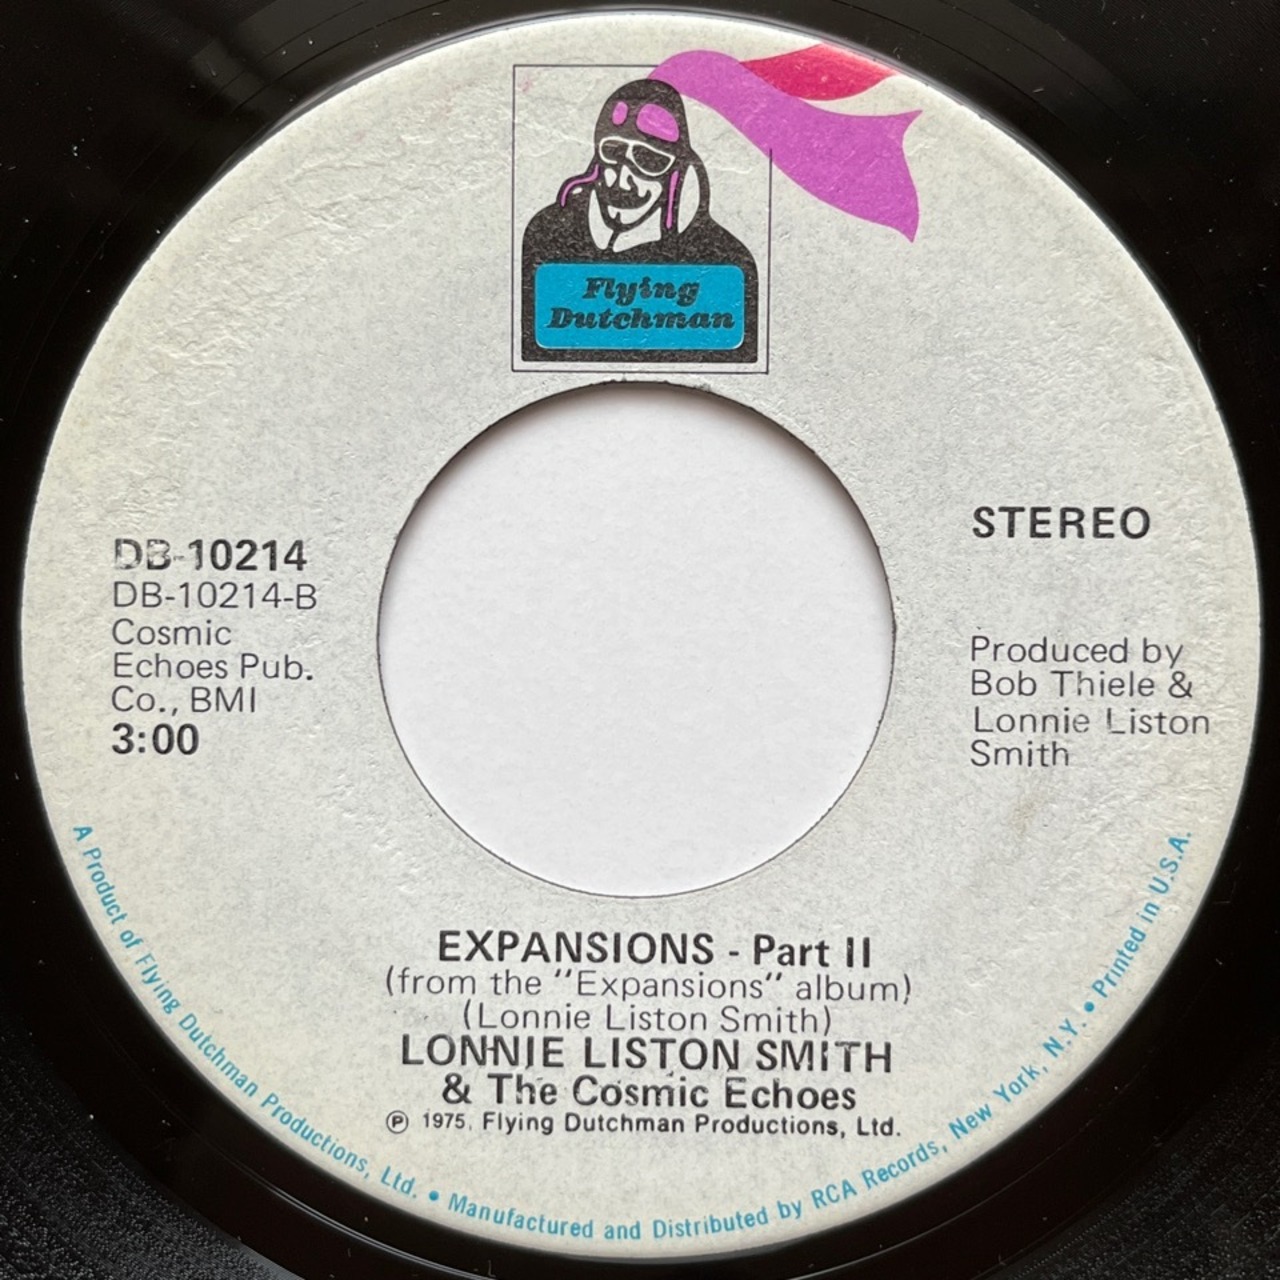 Flying
Dutchman
STEREO
DB-10214
DB-10214-B
Cosmic
Echoes Pub.
Co., BMI
3:00
Produced by
Bob Thiele &
Lonnie Liston
Smith
EXPANSIONS - Part II
(from the "Expansions" album)
(Lonnie Liston Smith)
LONNIE LISTON SMITH
& The Cosmic Echoes
℗ 1975, Flying Dutchman Productions, Ltd.
A Product of Flying Dutchman Productions, Ltd. • Manufactured and Distributed by RCA Records, New York, N.Y. • Printed in U.S.A.